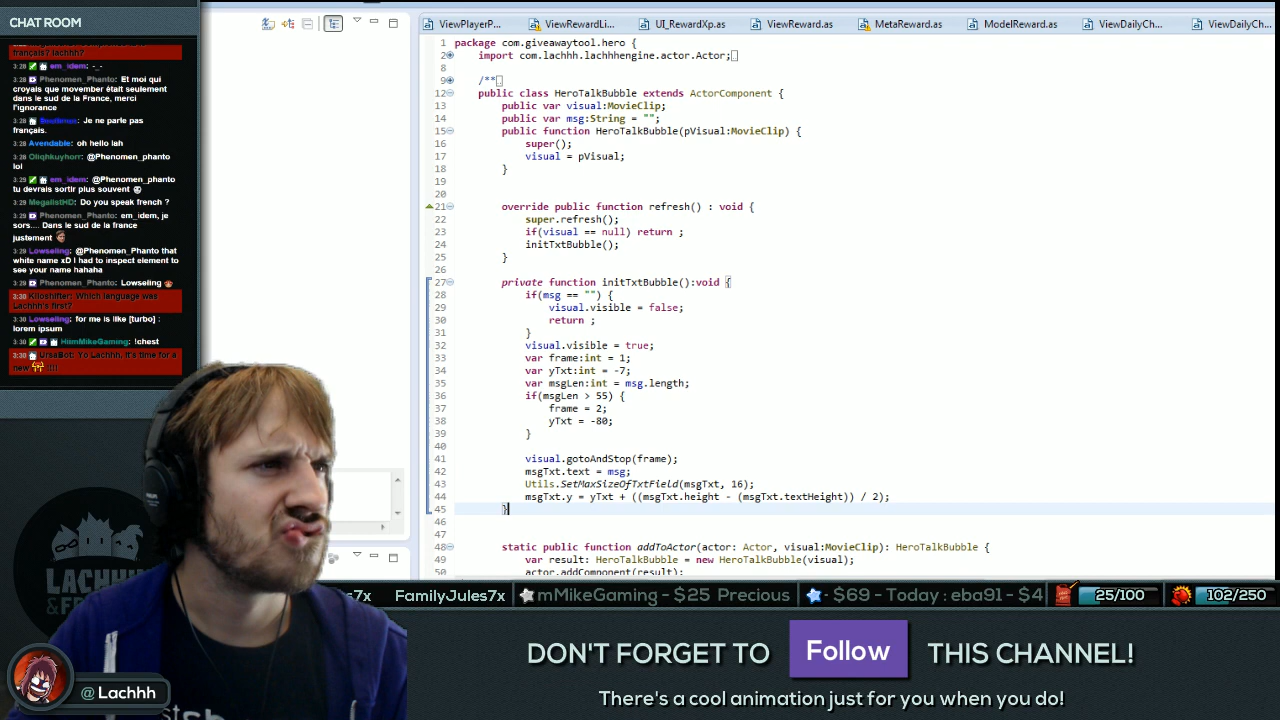 CHAT ROOM
français? lachhh?
3:28 em_idem: -_-
3:28 Phenomen_Phanto: Et moi qui
croyais que movember était seulement
dans le sud de la France, merci
l'ignorance
3:28 Je ne parle pas
français.
3:28 Avendable: oh hello lah
3:28 Oliqhkuyhorr: @Phenomen_phanto
lol
3:29 em_idem: @Phenomen_phanto
tu devrais sortir plus souvent
3:29 MegalistHD: Do you speak french ?
3:29 Phenomen_Phanto: em_idem, je
sors.... Dans le sud de la france
justement
3:29 Lowseling: @Phenomen_Phanto that
white name xD I had to inspect element to
see your name hahaha
3:29 Phenomen_Phanto: Lowseling
3:30 Kiloshifter: Which language was
Lachhh's first?
3:30 Lowseling: for me is like [turbo] :
lorem ipsum
3:30 HiimMikeGaming: !chest
3:30 UrsaBot: Yo Lachhh, it's time for a
new !!!!
ViewPlayerP... ViewRewardLi... UI_RewardXp.as ViewReward.as MetaReward.as ModelReward.as ViewDailyCh... ViewDailyCh...
1 package com.giveawaytool.hero {
2 import com.lachhh.lachhhengine.actor.Actor;
8
9 /**
12 public class HeroTalkBubble extends ActorComponent {
13 public var visual:MovieClip;
14 public var msg:String = "";
15 public function HeroTalkBubble(pVisual:MovieClip) {
16 super();
17 visual = pVisual;
18 }
19
20
21 override public function refresh() : void {
22 super.refresh();
23 if(visual == null) return ;
24 initTxtBubble();
25 }
26
27 private function initTxtBubble():void {
28 if(msg == "") {
29 visual.visible = false;
30 return ;
31 }
32 visual.visible = true;
33 var frame:int = 1;
34 var yTxt:int = -7;
35 var msgLen:int = msg.length;
36 if(msgLen > 55) {
37 frame = 2;
38 yTxt = -80;
39 }
40
41 visual.gotoAndStop(frame);
42 msgTxt.text = msg;
43 Utils.SetMaxSizeOfTxtField(msgTxt, 16);
44 msgTxt.y = yTxt + ((msgTxt.height - (msgTxt.textHeight)) / 2);
45 }
46
47
48 static public function addToActor(actor: Actor, visual:MovieClip): HeroTalkBubble {
49 var result: HeroTalkBubble = new HeroTalkBubble(visual);
50 actor.addComponent(result);
LACHHH
& FR
es7x FamilyJules7x mMikeGaming - $25 Precious - $69 - Today : eba91 - $4 25/100 102/250
DON'T FORGET TO Follow THIS CHANNEL!
There's a cool animation just for you when you do!
@ Lachhh